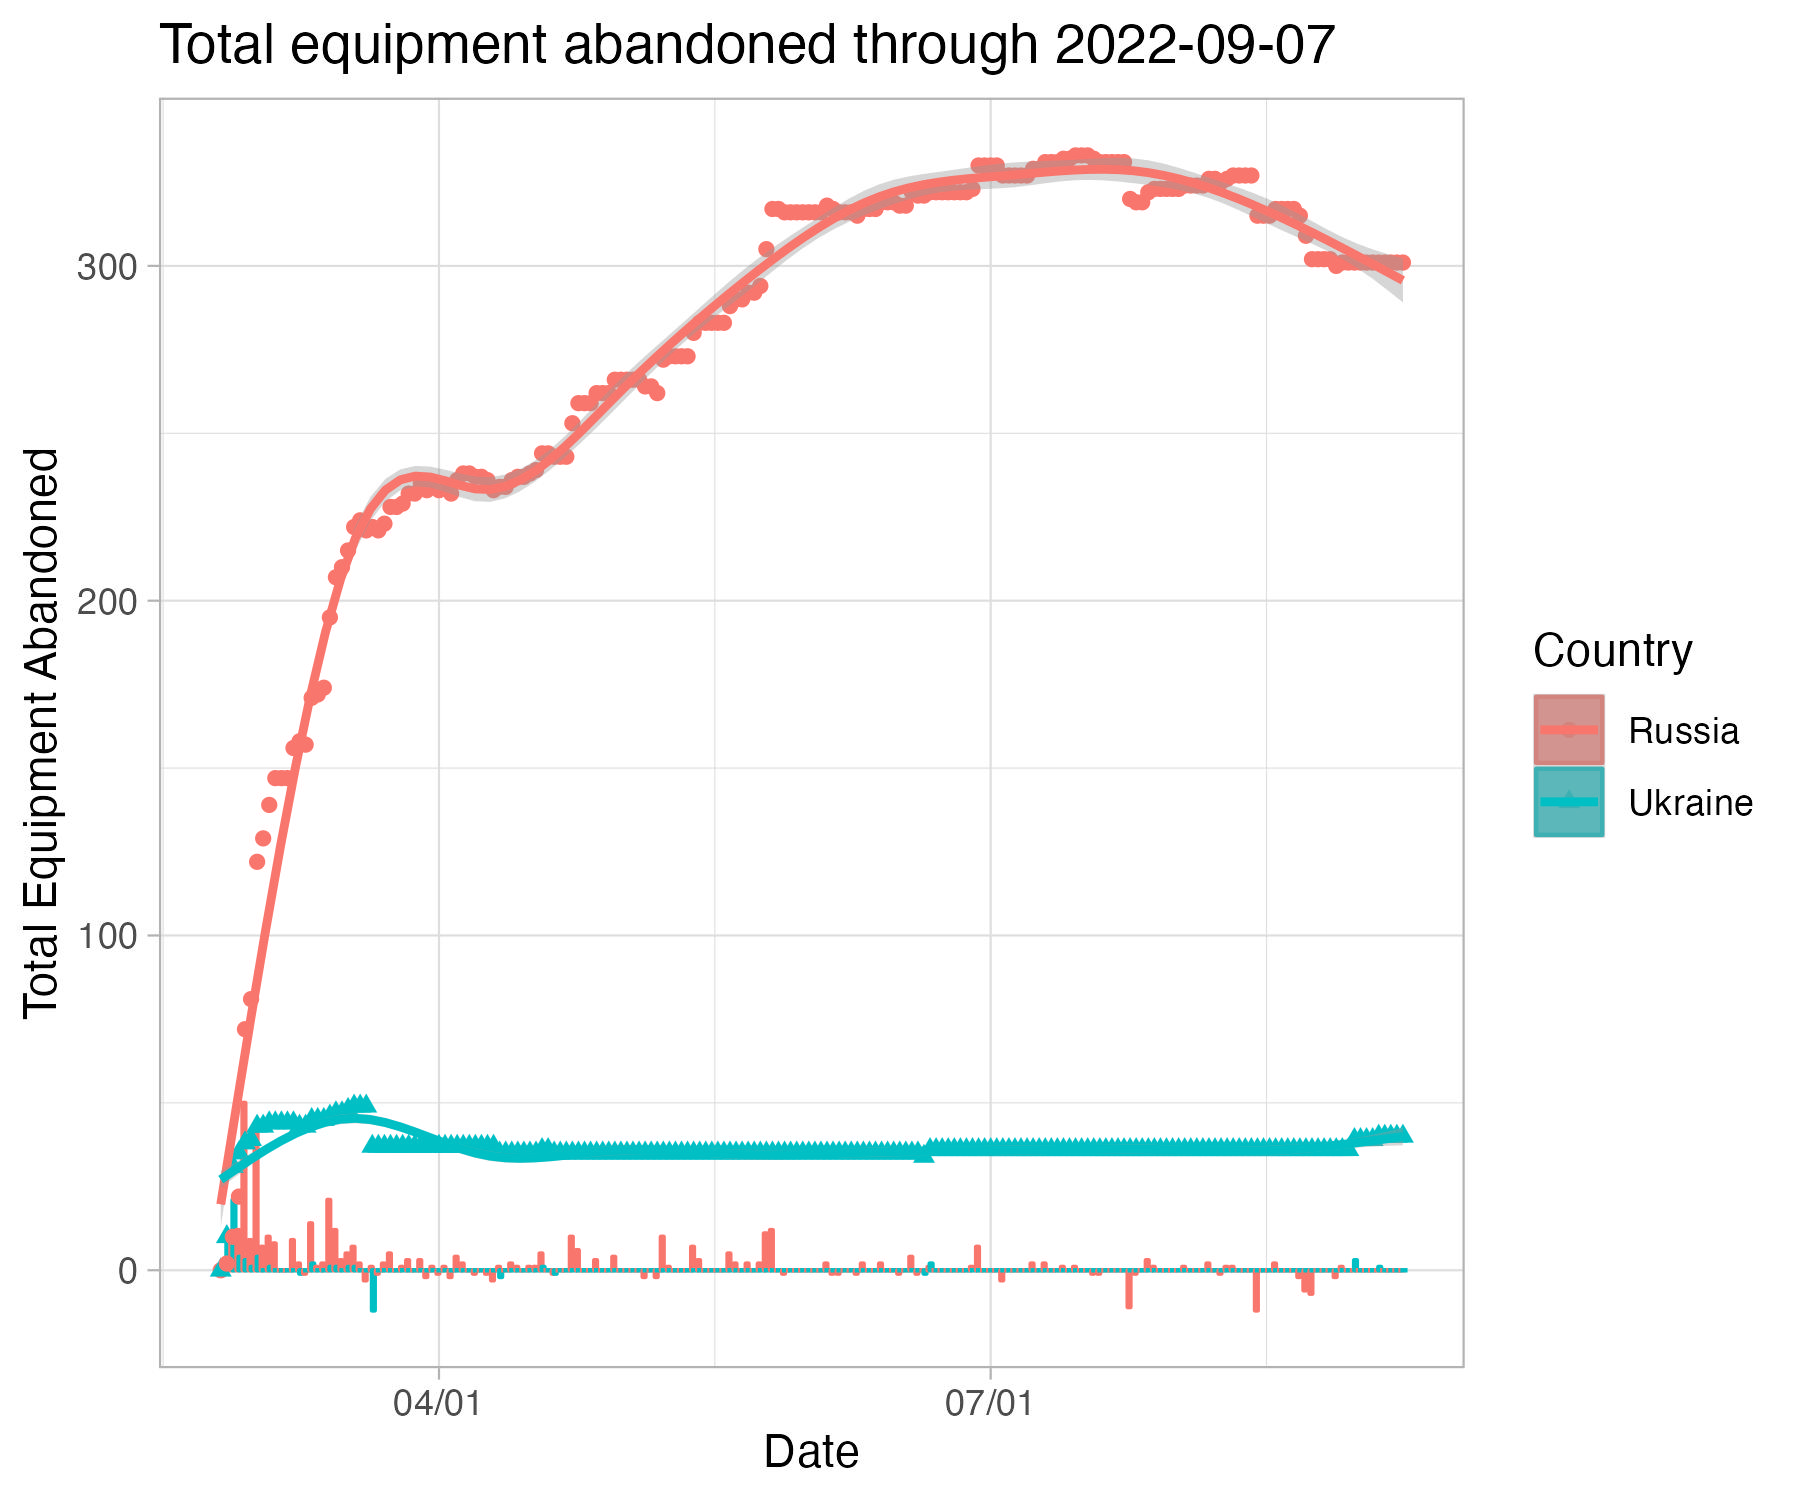 Total equipment abandoned through 2022-09-07
Total Equipment Abandoned
300
200
100
0
04/01
07/01
Date
Country
Russia
Ukraine